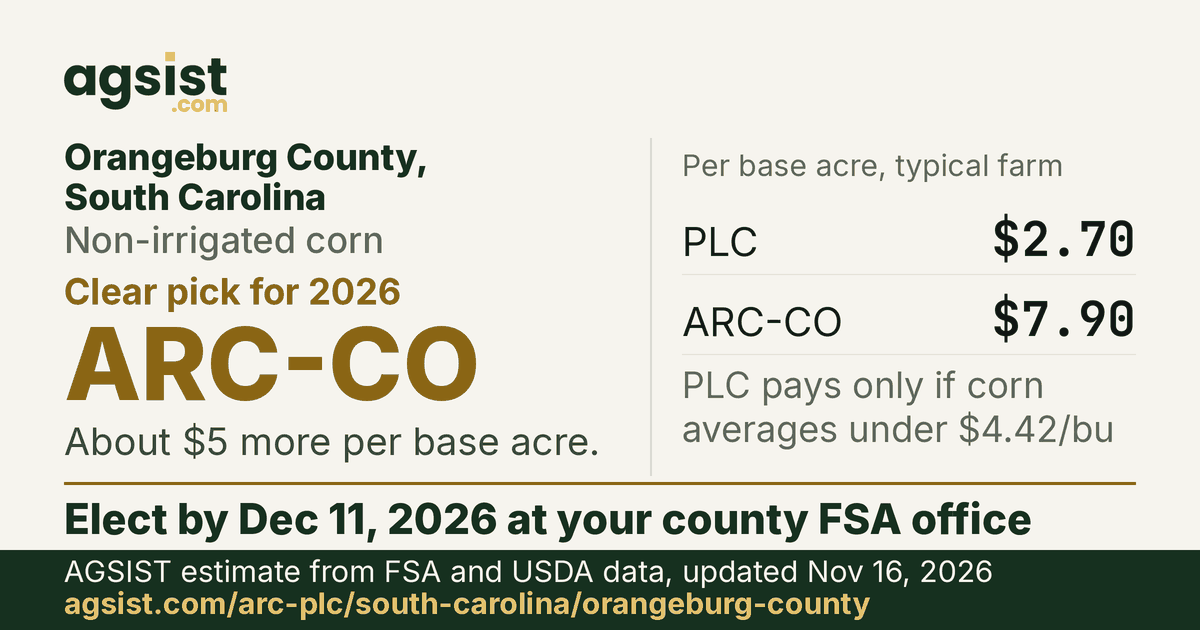 agsist
.com
Orangeburg County,
South Carolina
Non-irrigated corn
Clear pick for 2026
ARC-CO
About $5 more per base acre.
Per base acre, typical farm
PLC $2.70
ARC-CO $7.90
PLC pays only if corn
averages under $4.42/bu
Elect by Dec 11, 2026 at your county FSA office
AGSIST estimate from FSA and USDA data, updated Nov 16, 2026
agsist.com/arc-plc/south-carolina/orangeburg-county